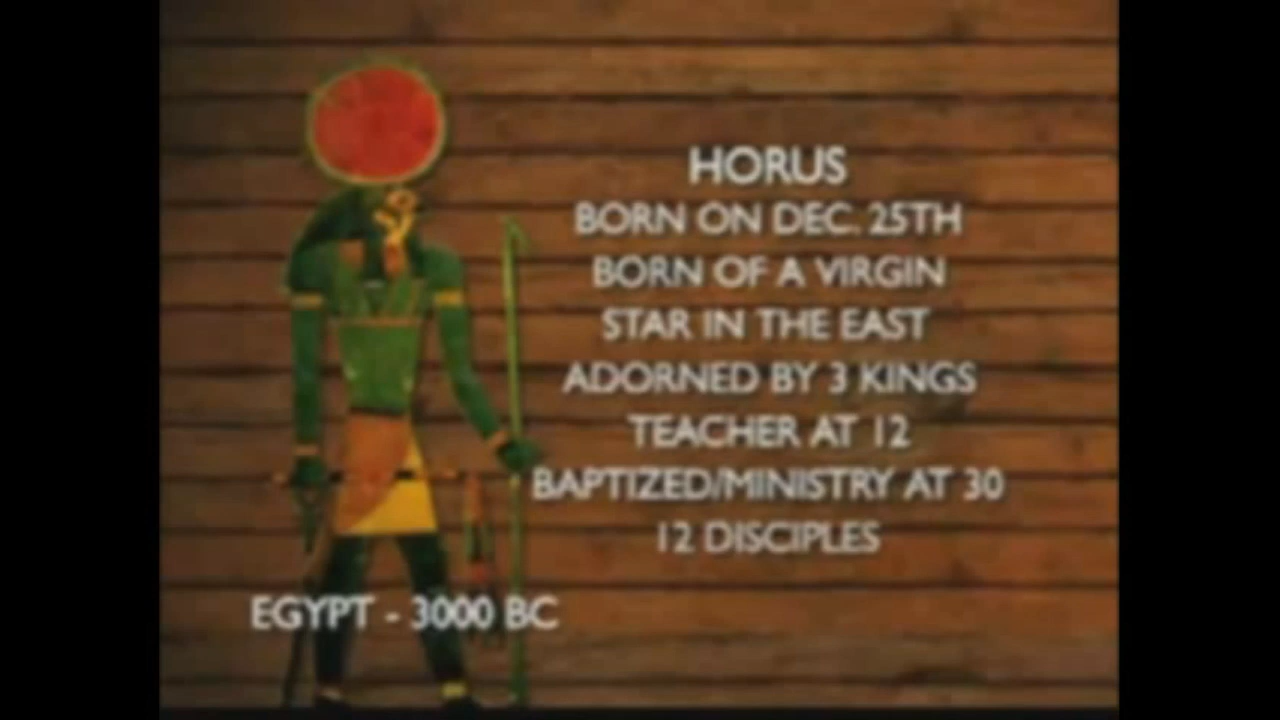 HORUS
BORN ON DEC. 25TH
BORN OF A VIRGIN
STAR IN THE EAST
ADORNED BY 3 KINGS
TEACHER AT 12
BAPTIZED/MINISTRY AT 30
12 DISCIPLES
EGYPT - 3000 BC